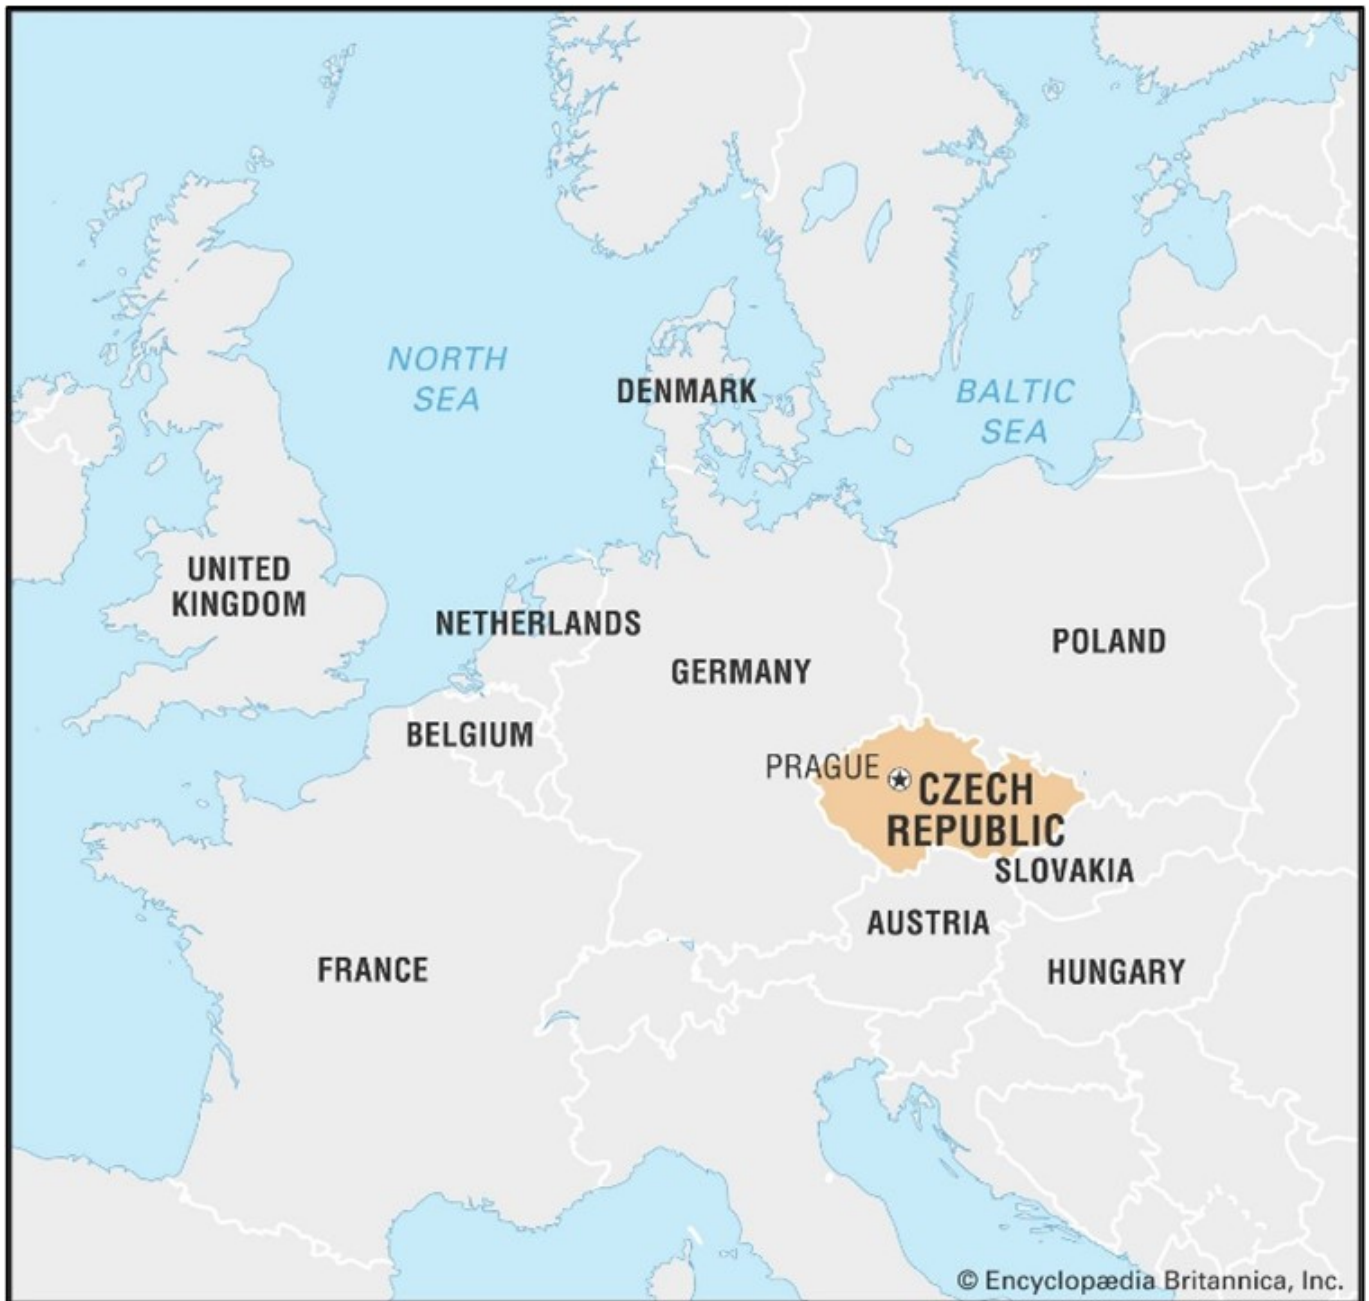 NORTH
SEA
DENMARK
BALTIC
SEA
UNITED
KINGDOM
NETHERLANDS
POLAND
GERMANY
BELGIUM
PRAGUE
CZECH
REPUBLIC
SLOVAKIA
AUSTRIA
FRANCE
HUNGARY
© Encyclopædia Britannica, Inc.